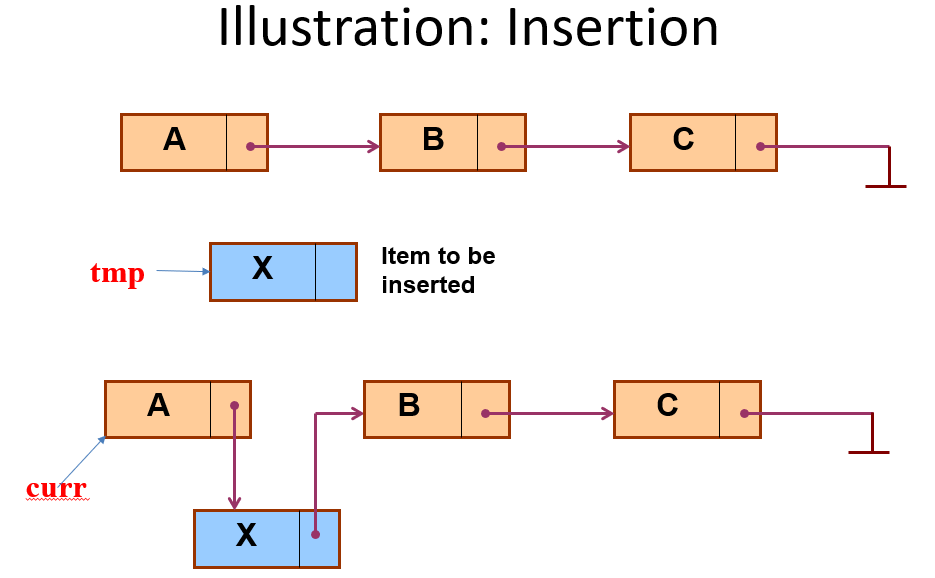 Illustration: Insertion
A
B
C
tmp
X
Item to be
inserted
A
B
C
curr
X